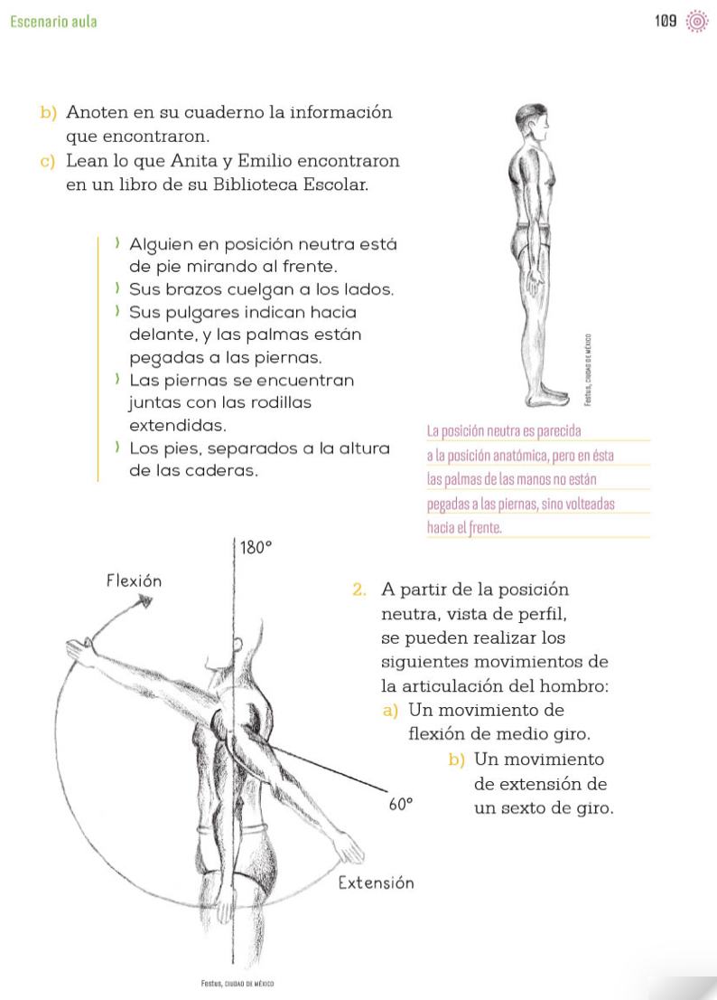 Escenario aula
109
b) Anoten en su cuaderno la información
que encontraron.
c) Lean lo que Anita y Emilio encontraron
en un libro de su Biblioteca Escolar.
⟩ Alguien en posición neutra está
de pie mirando al frente.
⟩ Sus brazos cuelgan a los lados.
⟩ Sus pulgares indican hacia
delante, y las palmas están
pegadas a las piernas.
⟩ Las piernas se encuentran
juntas con las rodillas
extendidas.
⟩ Los pies, separados a la altura
de las caderas.
Festus, CIUDAD DE MÉXICO
La posición neutra es parecida
a la posición anatómica, pero en ésta
las palmas de las manos no están
pegadas a las piernas, sino volteadas
hacia el frente.
180°
Flexión
60°
Extensión
Festus, CIUDAD DE MÉXICO
2. A partir de la posición
neutra, vista de perfil,
se pueden realizar los
siguientes movimientos de
la articulación del hombro:
a) Un movimiento de
flexión de medio giro.
b) Un movimiento
de extensión de
un sexto de giro.